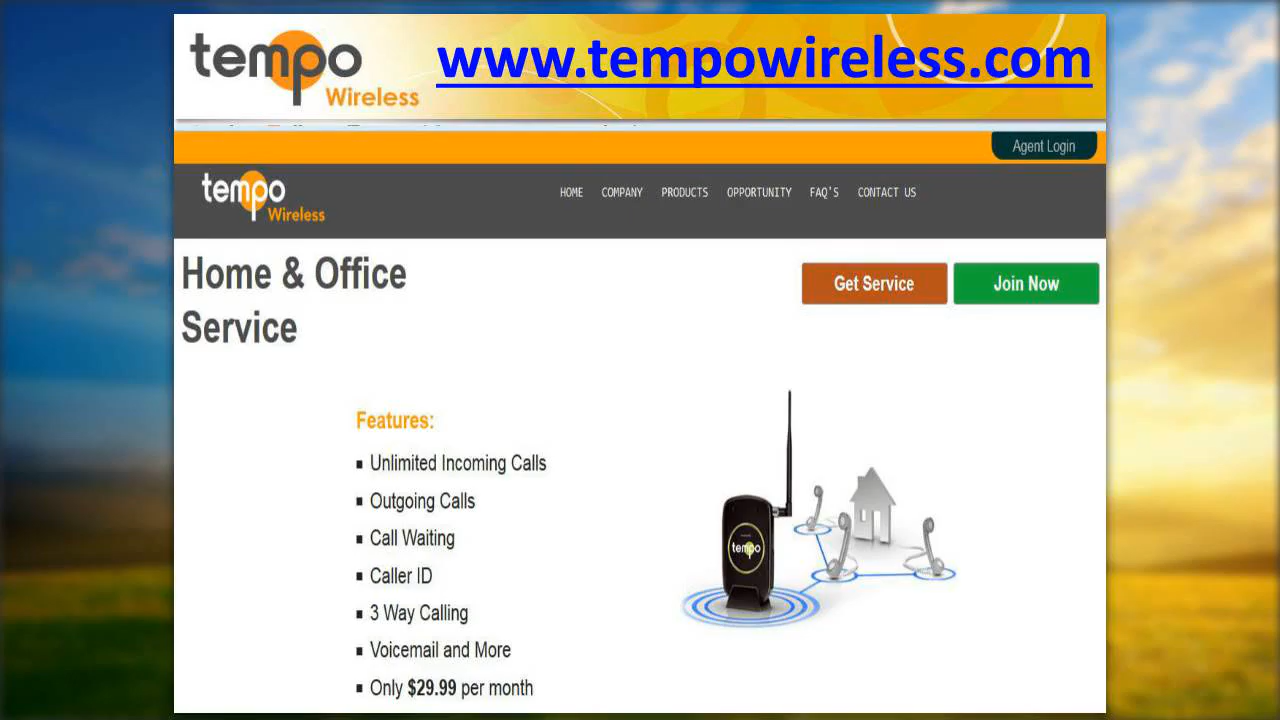 tempo
Wireless
www.tempowireless.com
Agent Login
tempo
Wireless
HOME COMPANY PRODUCTS OPPORTUNITY FAQ'S CONTACT US
Home & Office
Service
Get Service Join Now
Features:
Unlimited Incoming Calls
Outgoing Calls
Call Waiting
Caller ID
3 Way Calling
Voicemail and More
Only $29.99 per month
tempo